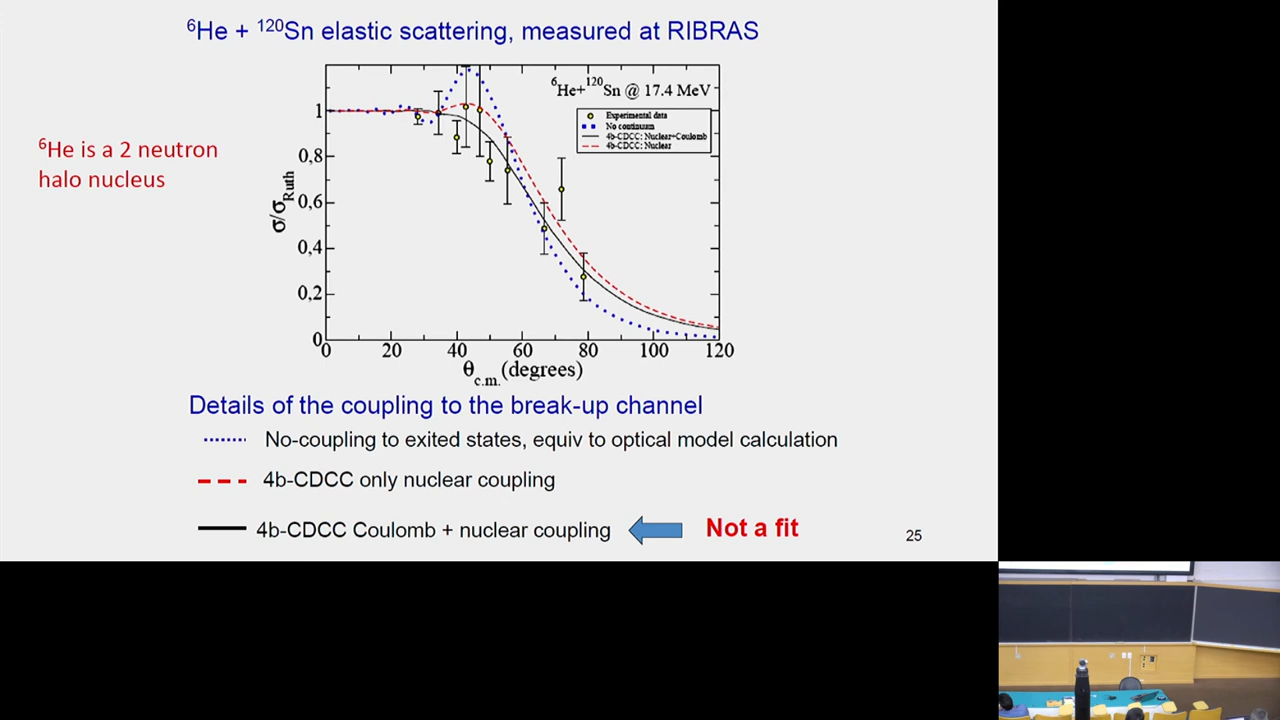 ⁶He + ¹²⁰Sn elastic scattering, measured at RIBRAS
⁶He is a 2 neutron
halo nucleus
⁶He+¹²⁰Sn @ 17.4 MeV
Experimental data
No continuum
4b-CDCC: Nuclear+Coulomb
4b-CDCC: Nuclear
σ/σRuth
1
0,8
0,6
0,4
0,2
0
0 20 40 60 80 100 120
θc.m. (degrees)
Details of the coupling to the break-up channel
No-coupling to exited states, equiv to optical model calculation
4b-CDCC only nuclear coupling
4b-CDCC Coulomb + nuclear coupling
Not a fit
25